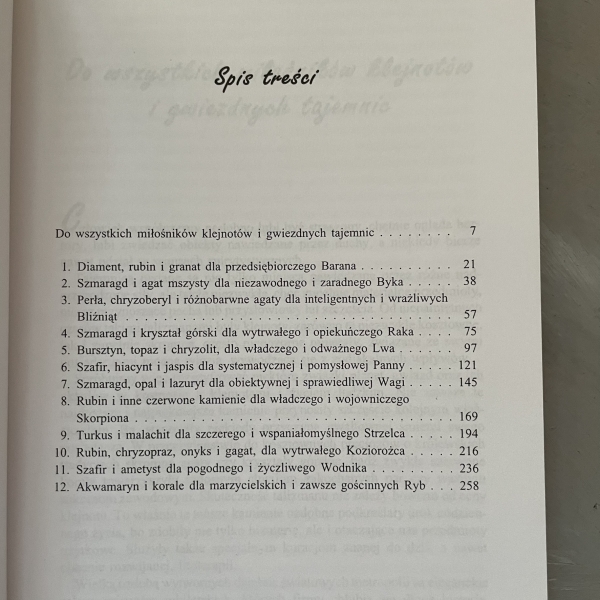 Spis treści
Do wszystkich miłośników klejnotów i gwiezdnych tajemnic . . . . . . . . 7
1. Diament, rubin i granat dla przedsiębiorczego Barana . . . . . . . . . . 21
2. Szmaragd i agat mszysty dla niezawodnego i zaradnego Byka . . . . 38
3. Perła, chryzoberyl i różnobarwne agaty dla inteligentnych i wrażliwych
Bliźniąt . . . . . . . . . . . . . . . . . . . . . . . . . . . . . . . . 57
4. Szmaragd i kryształ górski dla wytrwałego i opiekuńczego Raka . . . 75
5. Bursztyn, topaz i chryzolit, dla władczego i odważnego Lwa . . . . . 97
6. Szafir, hiacynt i jaspis dla systematycznej i pomysłowej Panny . . . . 121
7. Szmaragd, opal i lazuryt dla obiektywnej i sprawiedliwej Wagi . . . . 145
8. Rubin i inne czerwone kamienie dla władczego i wojowniczego
Skorpiona . . . . . . . . . . . . . . . . . . . . . . . . . . . . . . 169
9. Turkus i malachit dla szczerego i wspaniałomyślnego Strzelca . . . . 194
10. Rubin, chryzopraz, onyks i gagat, dla wytrwałego Koziorożca . . . . 216
11. Szafir i ametyst dla pogodnego i życzliwego Wodnika . . . . . . . . 236
12. Akwamaryn i korale dla marzycielskich i zawsze gościnnych Ryb . . . 258